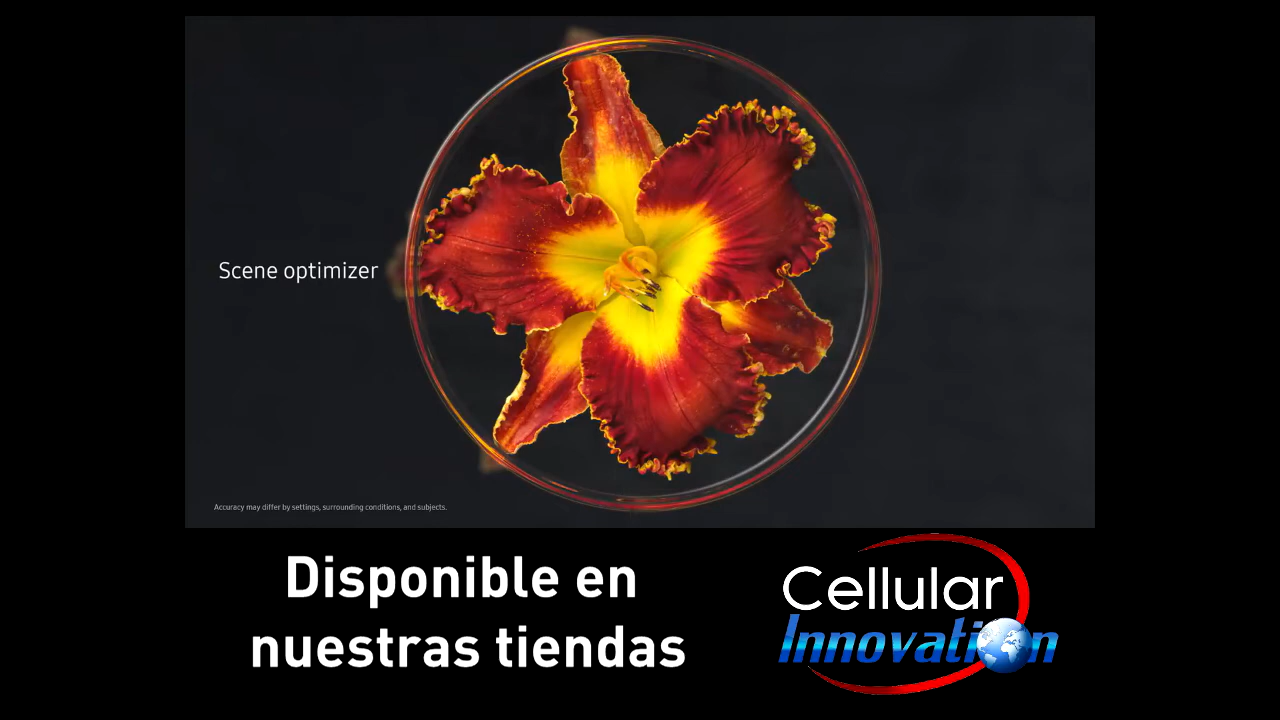 Scene optimizer
Accuracy may differ by settings, surrounding conditions, and subjects.
Disponible en
nuestras tiendas
Cellular
Innovation